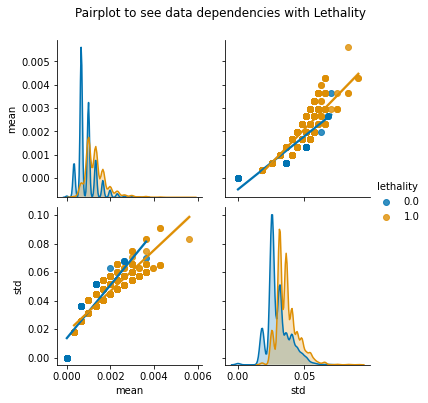 Pairplot to see data dependencies with Lethality
0.005
0.004
0.003
0.002
0.001
0.000
mean
lethality
0.0
1.0
0.10
0.08
0.06
0.04
0.02
0.00
std
0.000 0.002 0.004 0.006
mean
0.00 0.05
std